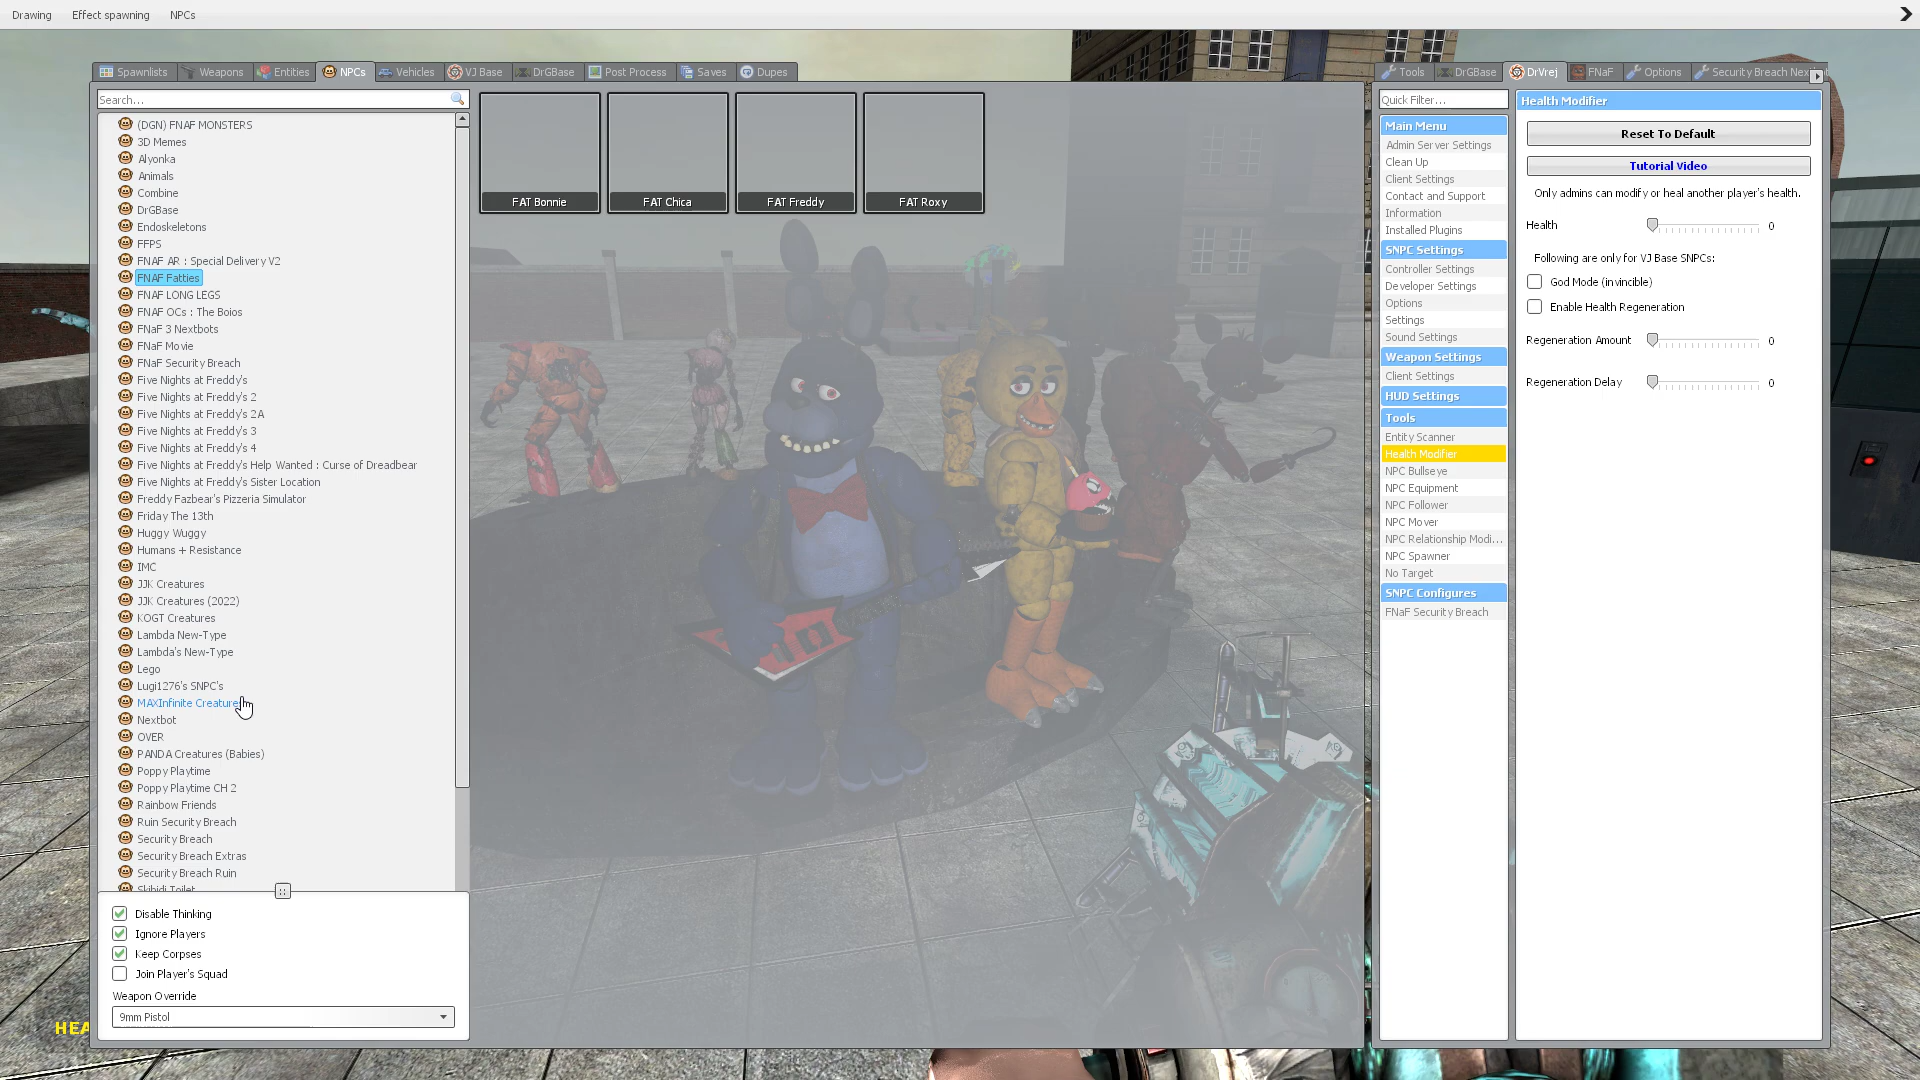 Drawing
Effect spawning
NPCs
Spawnlists
Weapons
Entities
NPCs
Vehicles
VJ Base
DrGBase
Post Process
Saves
Dupes
Search...
(DGN) FNAF MONSTERS
3D Memes
Alyonka
Animals
Combine
DrGBase
Endoskeletons
FFPS
FNAF AR : Special Delivery V2
FNAF Fatties
FNAF LONG LEGS
FNAF OCs : The Boios
FNaF 3 Nextbots
FNaF Movie
FNaF Security Breach
Five Nights at Freddy's
Five Nights at Freddy's 2
Five Nights at Freddy's 2A
Five Nights at Freddy's 3
Five Nights at Freddy's 4
Five Nights at Freddy's Help Wanted : Curse of Dreadbear
Five Nights at Freddy's Sister Location
Freddy Fazbear's Pizzeria Simulator
Friday The 13th
Huggy Wuggy
Humans + Resistance
IMC
JJK Creatures
JJK Creatures (2022)
KOGT Creatures
Lambda New-Type
Lambda's New-Type
Lego
Lugi1276's SNPC's
MAXInfinite Creature
Nextbot
OVER
PANDA Creatures (Babies)
Poppy Playtime
Poppy Playtime CH 2
Rainbow Friends
Ruin Security Breach
Security Breach
Security Breach Extras
Security Breach Ruin
Skibidi Toilet
Disable Thinking
Ignore Players
Keep Corpses
Join Player's Squad
Weapon Override
9mm Pistol
HEA
FAT Bonnie
FAT Chica
FAT Freddy
FAT Roxy
Tools
DrGBase
DrVrej
FNaF
Options
Security Breach Nextbot
Quick Filter...
Main Menu
Admin Server Settings
Clean Up
Client Settings
Contact and Support
Information
Installed Plugins
SNPC Settings
Controller Settings
Developer Settings
Options
Settings
Sound Settings
Weapon Settings
Client Settings
HUD Settings
Tools
Entity Scanner
Health Modifier
NPC Bullseye
NPC Equipment
NPC Follower
NPC Mover
NPC Relationship Modi...
NPC Spawner
No Target
SNPC Configures
FNaF Security Breach
Health Modifier
Reset To Default
Tutorial Video
Only admins can modify or heal another player's health.
Health 0
Following are only for VJ Base SNPCs:
God Mode (invincible)
Enable Health Regeneration
Regeneration Amount 0
Regeneration Delay 0